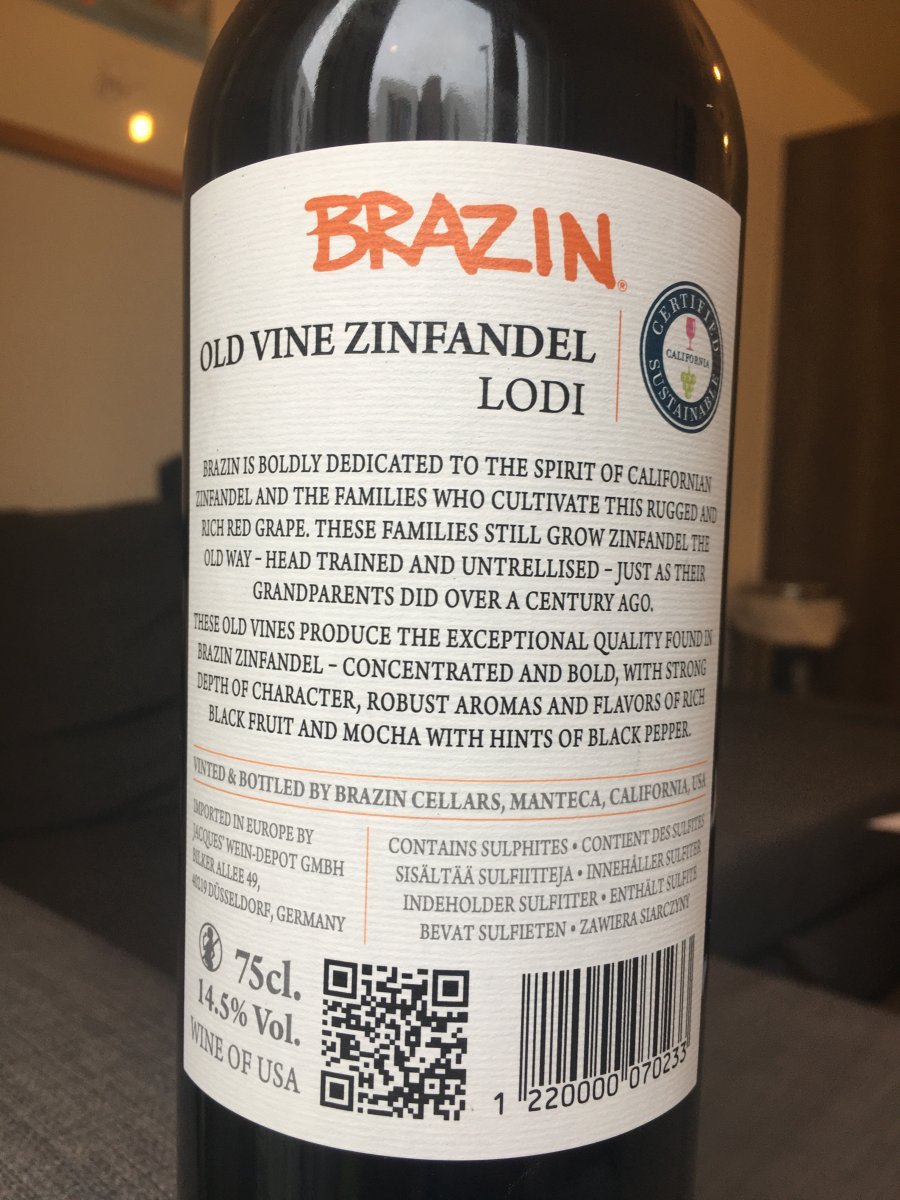 BRAZIN®
OLD VINE ZINFANDEL
LODI
CERTIFIED
CALIFORNIA
SUSTAINABLE
BRAZIN IS BOLDLY DEDICATED TO THE SPIRIT OF CALIFORNIAN
ZINFANDEL AND THE FAMILIES WHO CULTIVATE THIS RUGGED AND
RICH RED GRAPE. THESE FAMILIES STILL GROW ZINFANDEL THE
OLD WAY – HEAD TRAINED AND UNTRELLISED – JUST AS THEIR
GRANDPARENTS DID OVER A CENTURY AGO.
THESE OLD VINES PRODUCE THE EXCEPTIONAL QUALITY FOUND IN
BRAZIN ZINFANDEL – CONCENTRATED AND BOLD, WITH STRONG
DEPTH OF CHARACTER, ROBUST AROMAS AND FLAVORS OF RICH
BLACK FRUIT AND MOCHA WITH HINTS OF BLACK PEPPER.
VINTED & BOTTLED BY BRAZIN CELLARS, MANTECA, CALIFORNIA, USA
IMPORTED IN EUROPE BY
JACQUES' WEIN-DEPOT GMBH
BILKER ALLEE 49,
40219 DÜSSELDORF, GERMANY
CONTAINS SULPHITES • CONTIENT DES SULFITES
SISÄLTÄÄ SULFIITTEJA • INNEHÅLLER SULFITER
INDEHOLDER SULFITTER • ENTHÄLT SULFITE
BEVAT SULFIETEN • ZAWIERA SIARCZYNY
75cl.
14.5% Vol.
WINE OF USA
1 220000 070233